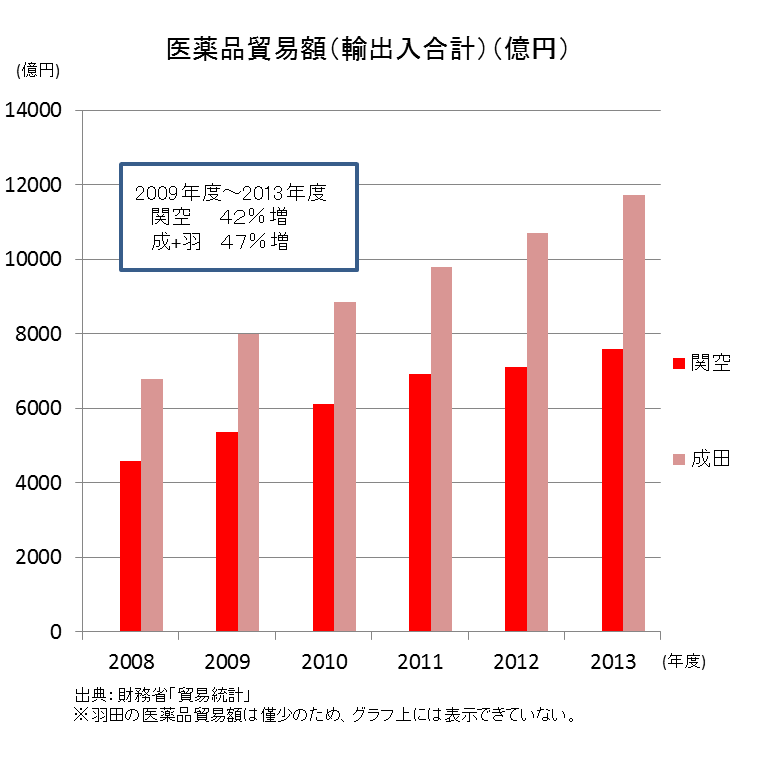 医薬品貿易額（輸出入合計）（億円）
(億円)
14000
12000
10000
8000
6000
4000
2000
0
2009年度～2013年度
関空　42％増
成+羽　47％増
関空
成田
2008 2009 2010 2011 2012 2013 (年度)
出典：財務省「貿易統計」
※羽田の医薬品貿易額は僅少のため、グラフ上には表示できていない。